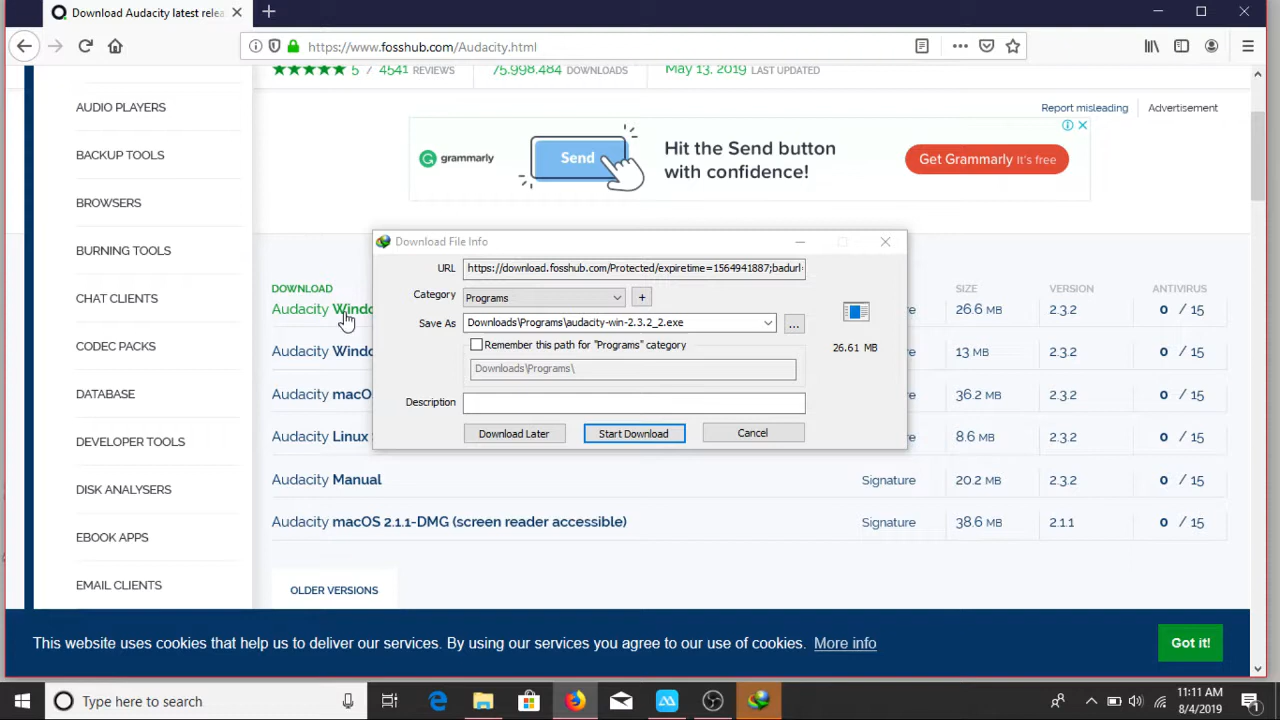 Download Audacity latest relea
https://www.fosshub.com/Audacity.html
5 / 4541 REVIEWS
75.998.484 DOWNLOADS
May 13, 2019 LAST UPDATED
AUDIO PLAYERS
BACKUP TOOLS
BROWSERS
BURNING TOOLS
CHAT CLIENTS
CODEC PACKS
DATABASE
DEVELOPER TOOLS
DISK ANALYSERS
EBOOK APPS
EMAIL CLIENTS
Report misleading
Advertisement
grammarly
Send
Hit the Send button
with confidence!
Get Grammarly It's free
DOWNLOAD
SIZE
VERSION
ANTIVIRUS
Audacity Windo
re
26.6 MB
2.3.2
0 / 15
Audacity Windo
re
13 MB
2.3.2
0 / 15
Audacity macO
re
36.2 MB
2.3.2
0 / 15
Audacity Linux
re
8.6 MB
2.3.2
0 / 15
Audacity Manual
Signature
20.2 MB
2.3.2
0 / 15
Audacity macOS 2.1.1-DMG (screen reader accessible)
Signature
38.6 MB
2.1.1
0 / 15
OLDER VERSIONS
Download File Info
URL
https://download.fosshub.com/Protected/expiretime=1564941887;badurl=
Category
Programs
+
Save As
Downloads\Programs\audacity-win-2.3.2_2.exe
...
26.61 MB
Remember this path for "Programs" category
Downloads\Programs\
Description
Download Later
Start Download
Cancel
This website uses cookies that help us to deliver our services. By using our services you agree to our use of cookies. More info
Got it!
Type here to search
11:11 AM
8/4/2019
1